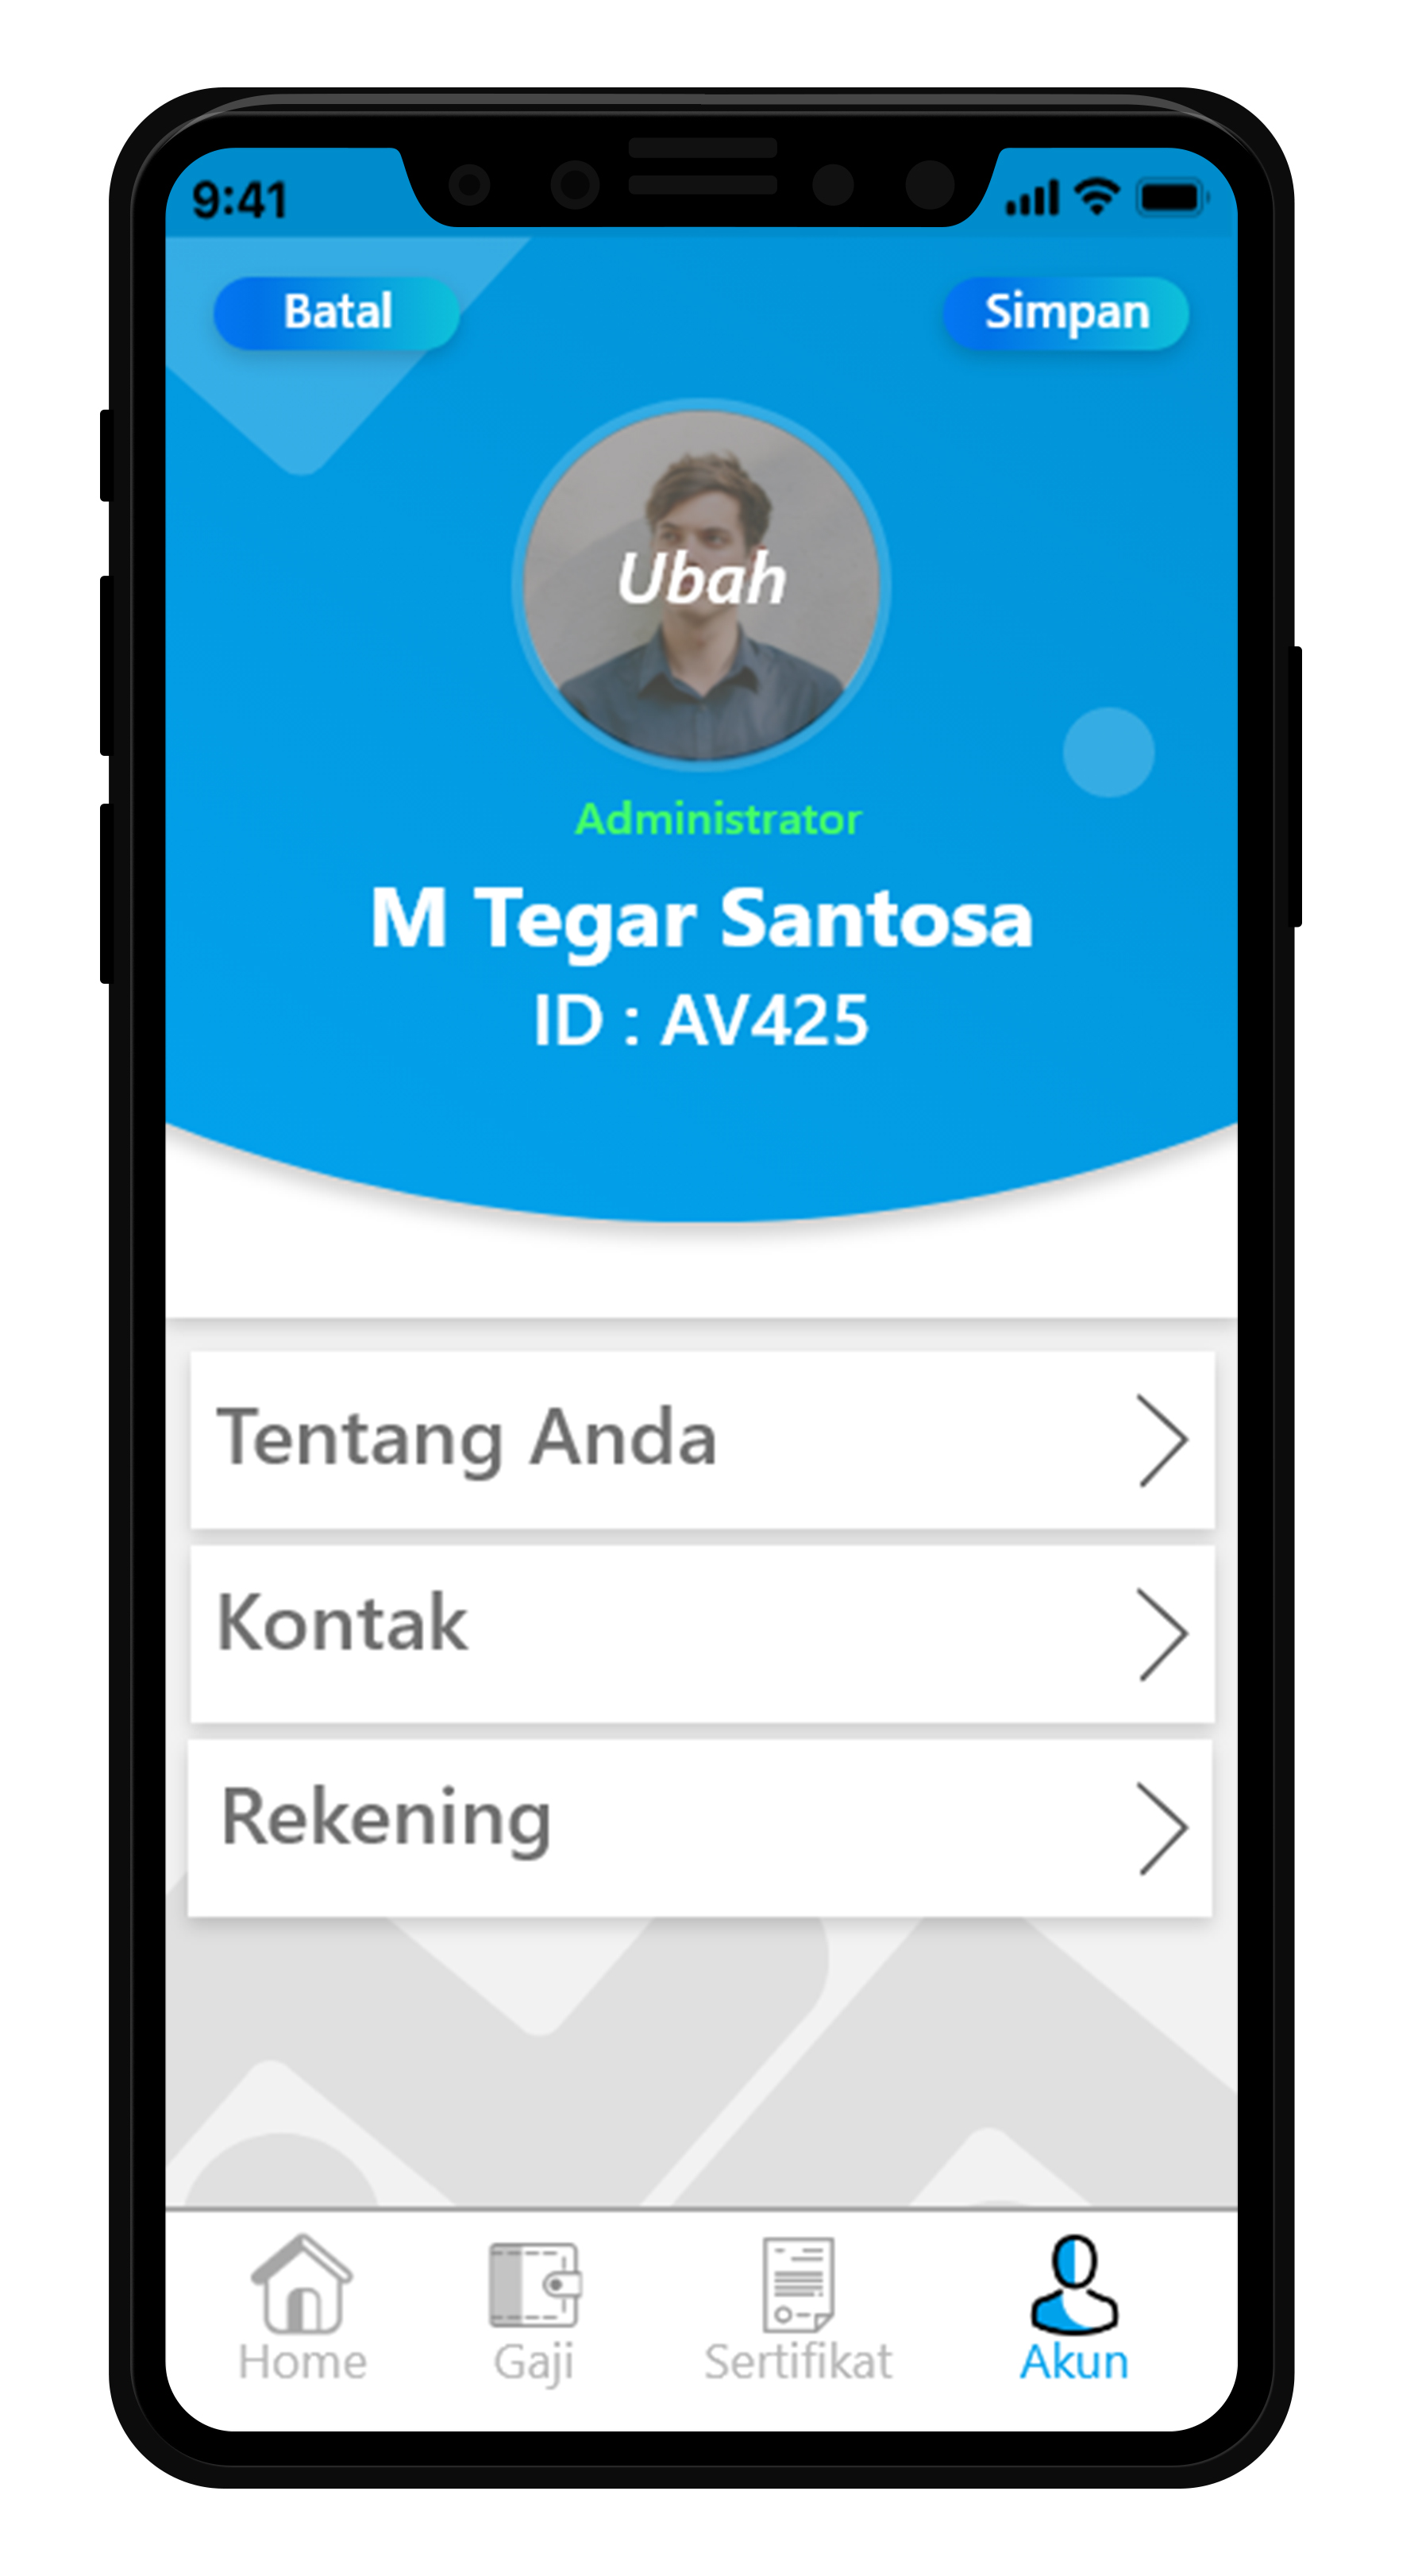 9:41
Batal
Simpan
Ubah
Administrator
M Tegar Santosa
ID : AV425
Tentang Anda
Kontak
Rekening
Home
Gaji
Sertifikat
Akun